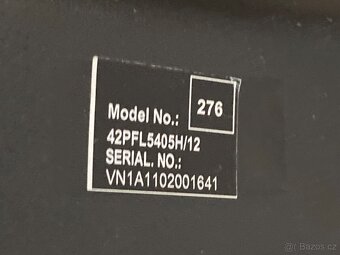 276
Model No.:
42PFL5405H/12
SERIAL. NO.:
VN1A1102001641
Bazos.cz